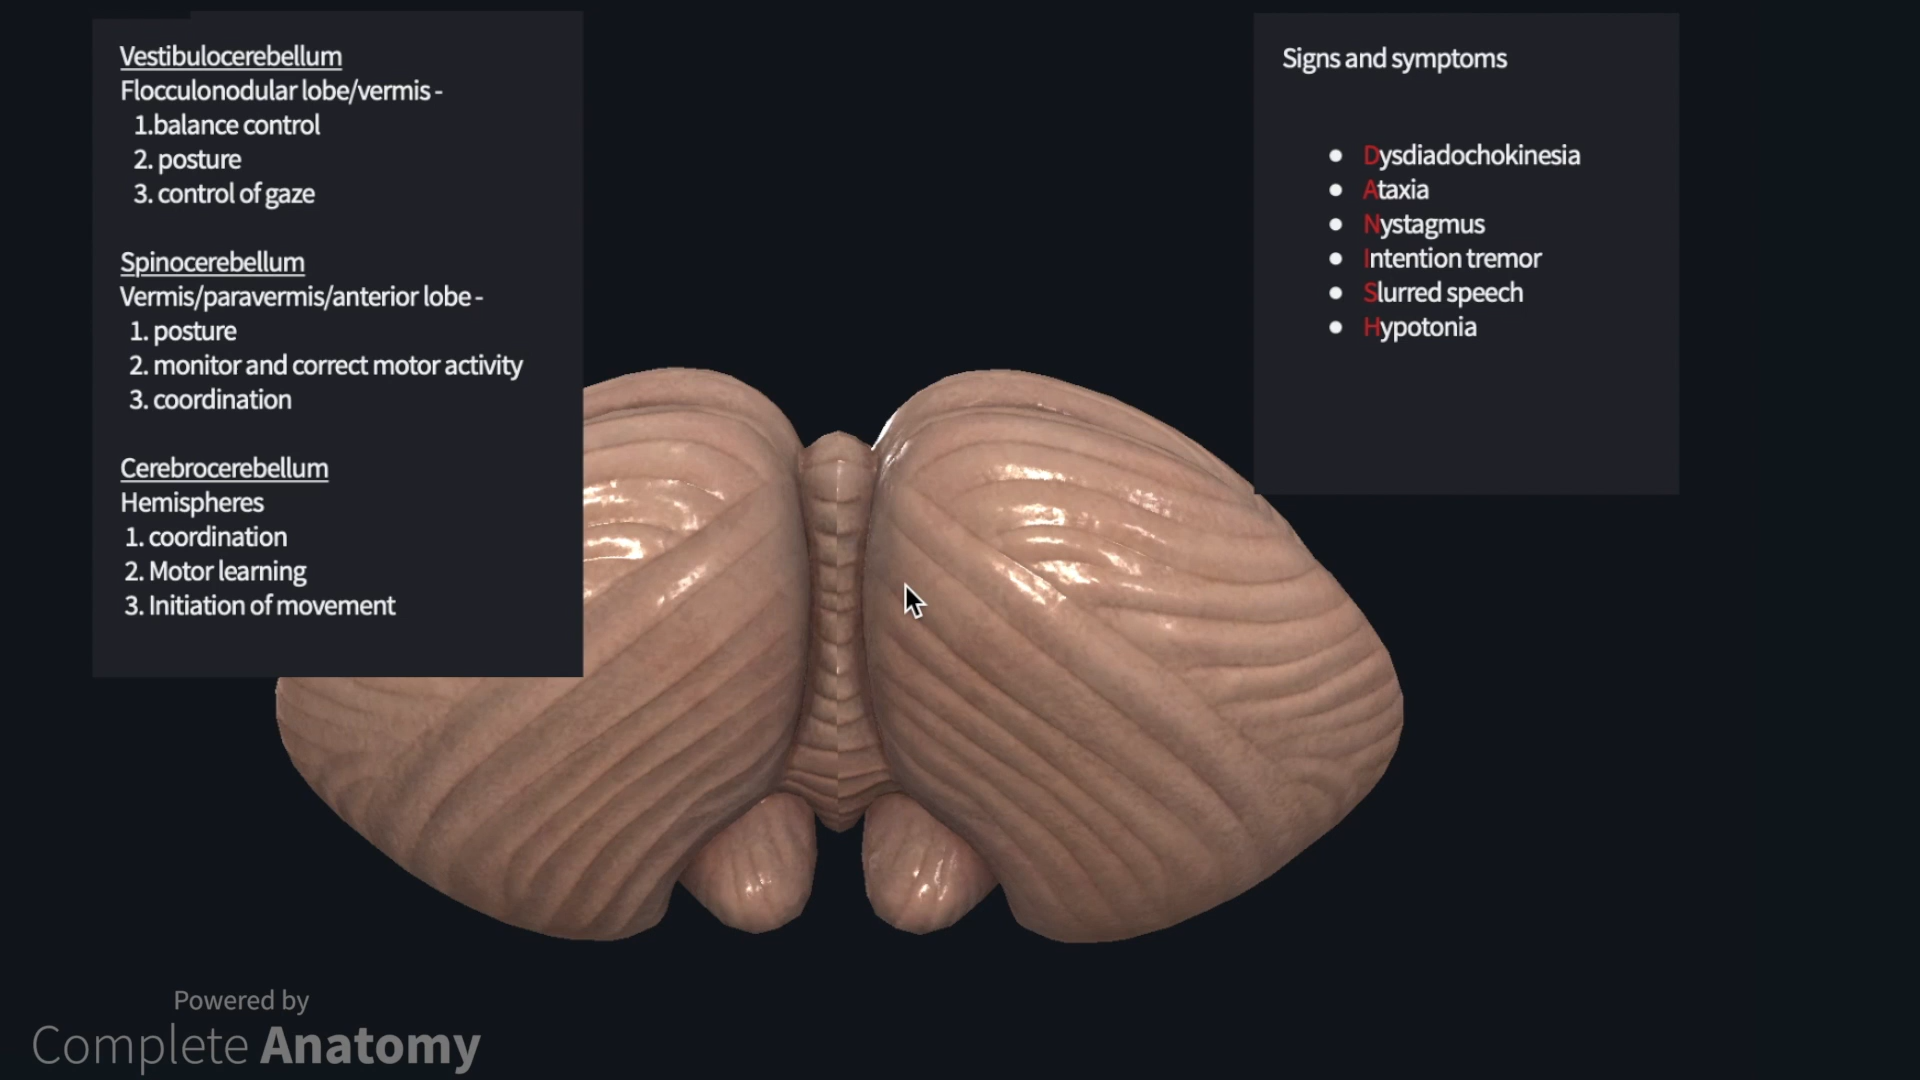 Vestibulocerebellum
Flocculonodular lobe/vermis -
1.balance control
2. posture
3. control of gaze
Spinocerebellum
Vermis/paravermis/anterior lobe -
1. posture
2. monitor and correct motor activity
3. coordination
Cerebrocerebellum
Hemispheres
1. coordination
2. Motor learning
3. Initiation of movement
Signs and symptoms
• Dysdiadochokinesia
• Ataxia
• Nystagmus
• Intention tremor
• Slurred speech
• Hypotonia
Powered by
Complete Anatomy